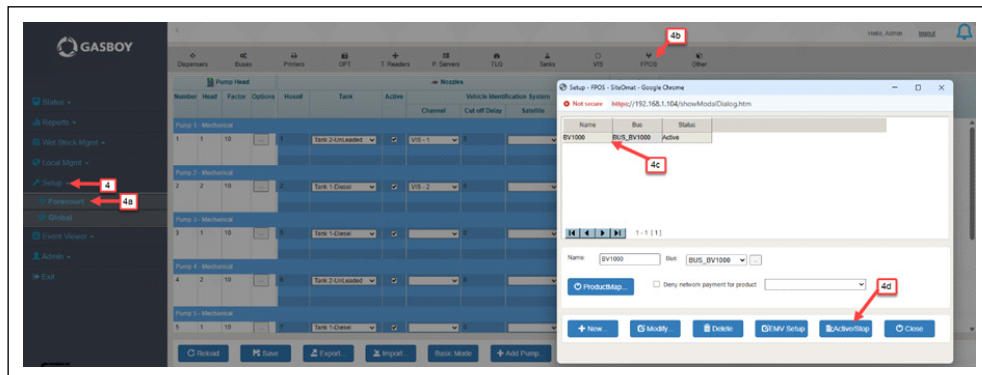 GASBOY
Hello, Admin logout
4b
Dispensers Buses Printers OPT T. Readers P. Servers TLG Tanks VIS FPOS Other
Pump Head Nozzles
Number Head Factor Options Hose# Tank Active Vehicle Identification System
Channel Cut off Delay Satellite
Status
Reports
Wet Stock Mgmt
Local Mgmt
Setup 4
Forecourt 4a
Global
Event Viewer
Admin
Exit
Pump 1 - Mechanical
1 1 10 ... 1 Tank 2-UnLeaded VIS - 1 0
Pump 2 - Mechanical
2 2 10 ... 2 Tank 1-Diesel VIS - 2 0
Pump 3 - Mechanical
3 1 10 ... 5 Tank 1-Diesel 0
Pump 4 - Mechanical
4 2 10 ... 6 Tank 2-UnLeaded 0
Pump 5 - Mechanical
5 1 10 ... 7 Tank 1-Diesel 0
Reload Save Export... Import... Basic Mode Add Pump...
Setup - FPOS - SiteOmat - Google Chrome
Not secure https://192.168.1.104/showModalDialog.htm
Name Bus Status
BV1000 BUS_BV1000 Active
4c
1 - 1 [ 1 ]
Name: BV1000 Bus: BUS_BV1000 ...
ProductMap... Deny network payment for product
4d
New... Modify... Delete EMV Setup Active/Stop Close